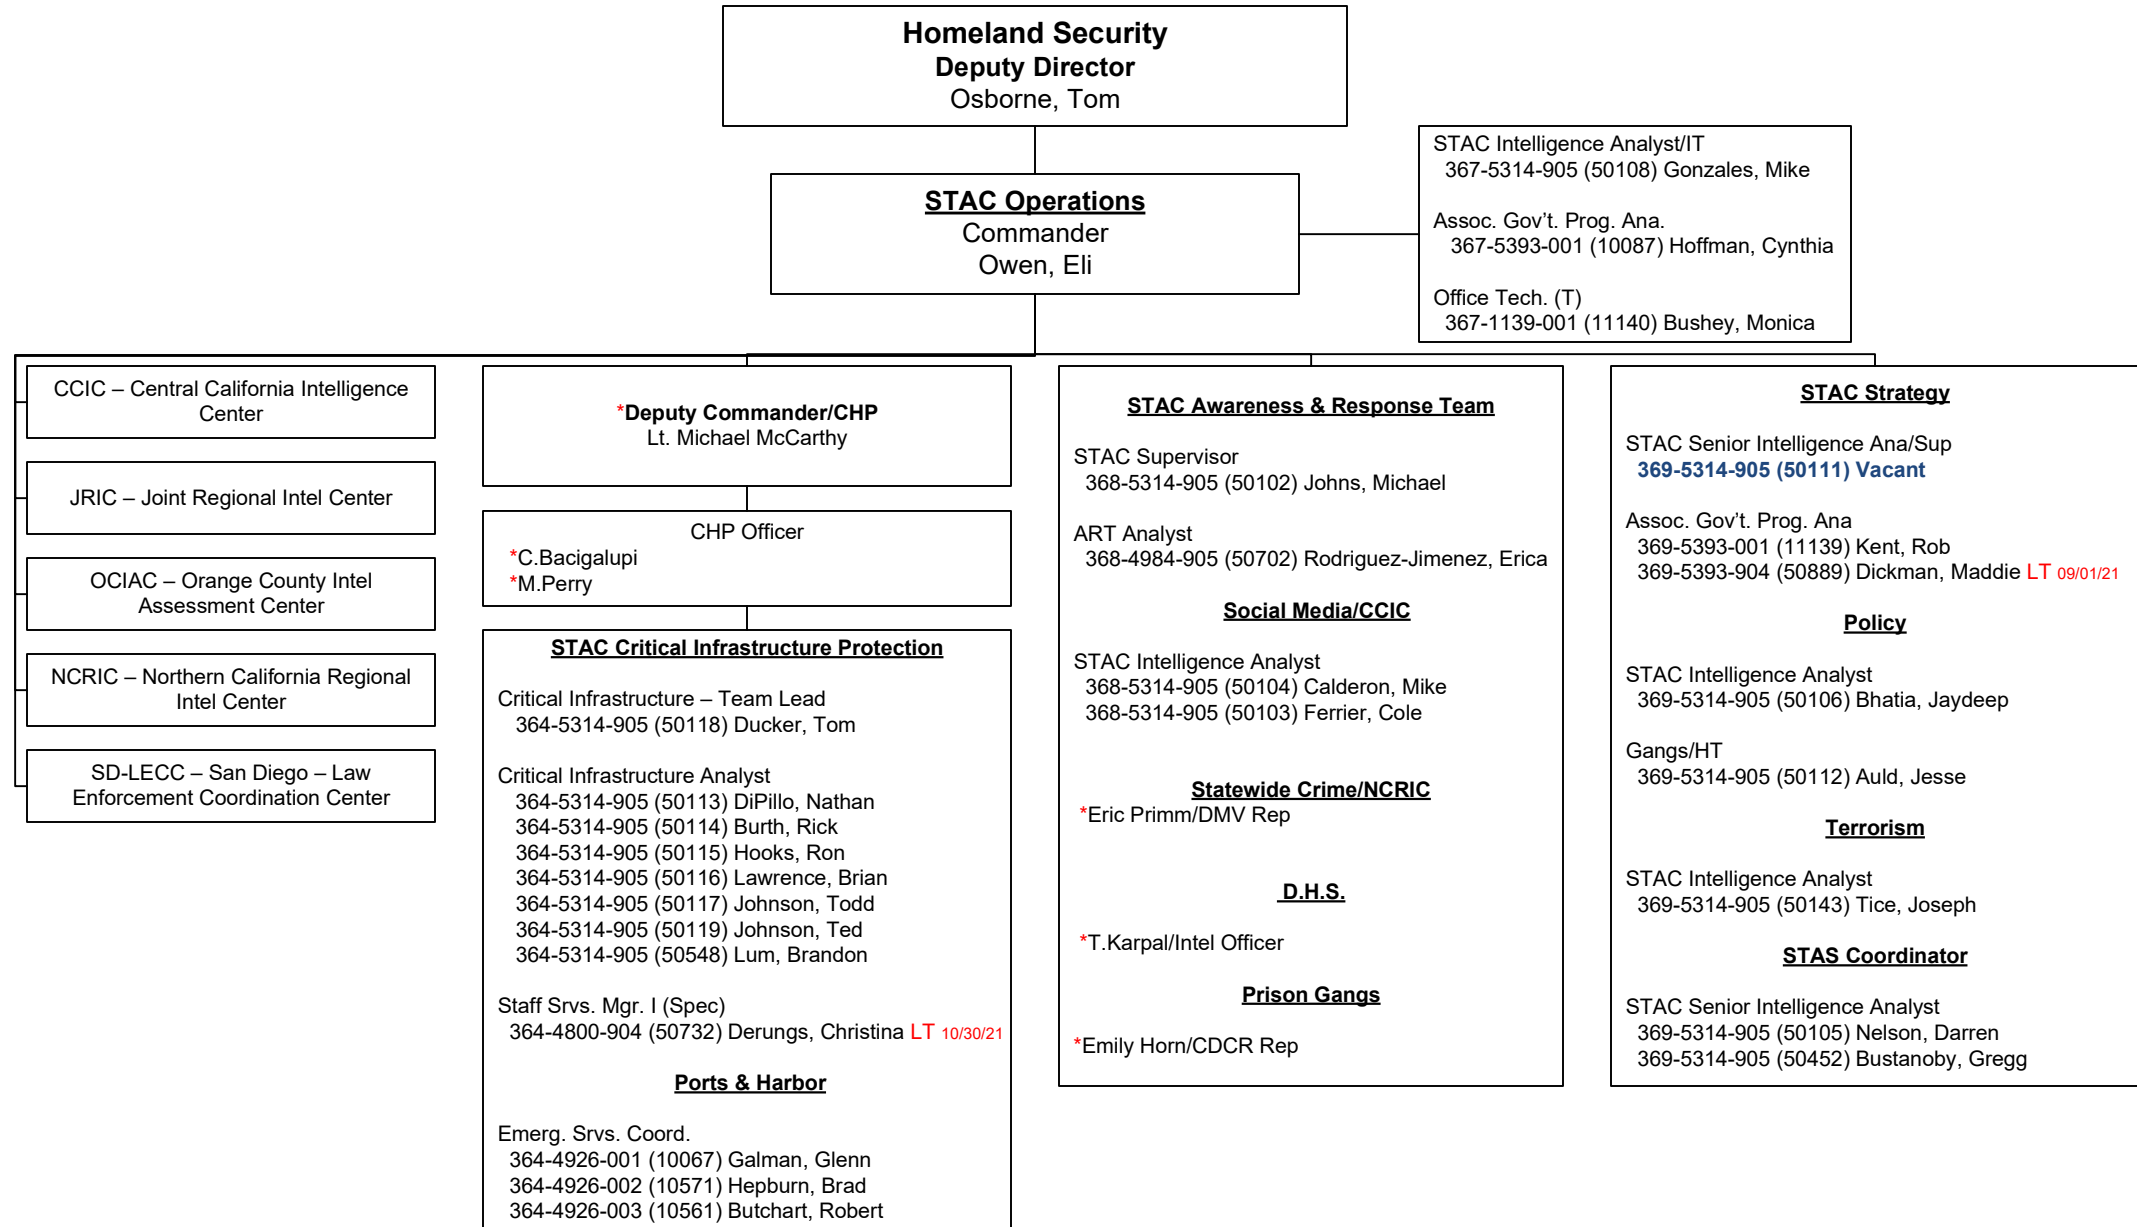 Homeland Security
Deputy Director
Osborne, Tom
STAC Operations
Commander
Owen, Eli
STAC Intelligence Analyst/IT
367-5314-905 (50108) Gonzales, Mike
Assoc. Gov’t. Prog. Ana.
367-5393-001 (10087) Hoffman, Cynthia
Office Tech. (T)
367-1139-001 (11140) Bushey, Monica
CCIC – Central California Intelligence
Center
JRIC – Joint Regional Intel Center
OCIAC – Orange County Intel
Assessment Center
NCRIC – Northern California Regional
Intel Center
SD-LECC – San Diego – Law
Enforcement Coordination Center
*Deputy Commander/CHP
Lt. Michael McCarthy
CHP Officer
*C.Bacigalupi
*M.Perry
STAC Critical Infrastructure Protection
Critical Infrastructure – Team Lead
364-5314-905 (50118) Ducker, Tom
Critical Infrastructure Analyst
364-5314-905 (50113) DiPillo, Nathan
364-5314-905 (50114) Burth, Rick
364-5314-905 (50115) Hooks, Ron
364-5314-905 (50116) Lawrence, Brian
364-5314-905 (50117) Johnson, Todd
364-5314-905 (50119) Johnson, Ted
364-5314-905 (50548) Lum, Brandon
Staff Srvs. Mgr. I (Spec)
364-4800-904 (50732) Derungs, Christina LT 10/30/21
Ports & Harbor
Emerg. Srvs. Coord.
364-4926-001 (10067) Galman, Glenn
364-4926-002 (10571) Hepburn, Brad
364-4926-003 (10561) Butchart, Robert
STAC Awareness & Response Team
STAC Supervisor
368-5314-905 (50102) Johns, Michael
ART Analyst
368-4984-905 (50702) Rodriguez-Jimenez, Erica
Social Media/CCIC
STAC Intelligence Analyst
368-5314-905 (50104) Calderon, Mike
368-5314-905 (50103) Ferrier, Cole
Statewide Crime/NCRIC
*Eric Primm/DMV Rep
D.H.S.
*T.Karpal/Intel Officer
Prison Gangs
*Emily Horn/CDCR Rep
STAC Strategy
STAC Senior Intelligence Ana/Sup
369-5314-905 (50111) Vacant
Assoc. Gov’t. Prog. Ana
369-5393-001 (11139) Kent, Rob
369-5393-904 (50889) Dickman, Maddie LT 09/01/21
Policy
STAC Intelligence Analyst
369-5314-905 (50106) Bhatia, Jaydeep
Gangs/HT
369-5314-905 (50112) Auld, Jesse
Terrorism
STAC Intelligence Analyst
369-5314-905 (50143) Tice, Joseph
STAS Coordinator
STAC Senior Intelligence Analyst
369-5314-905 (50105) Nelson, Darren
369-5314-905 (50452) Bustanoby, Gregg